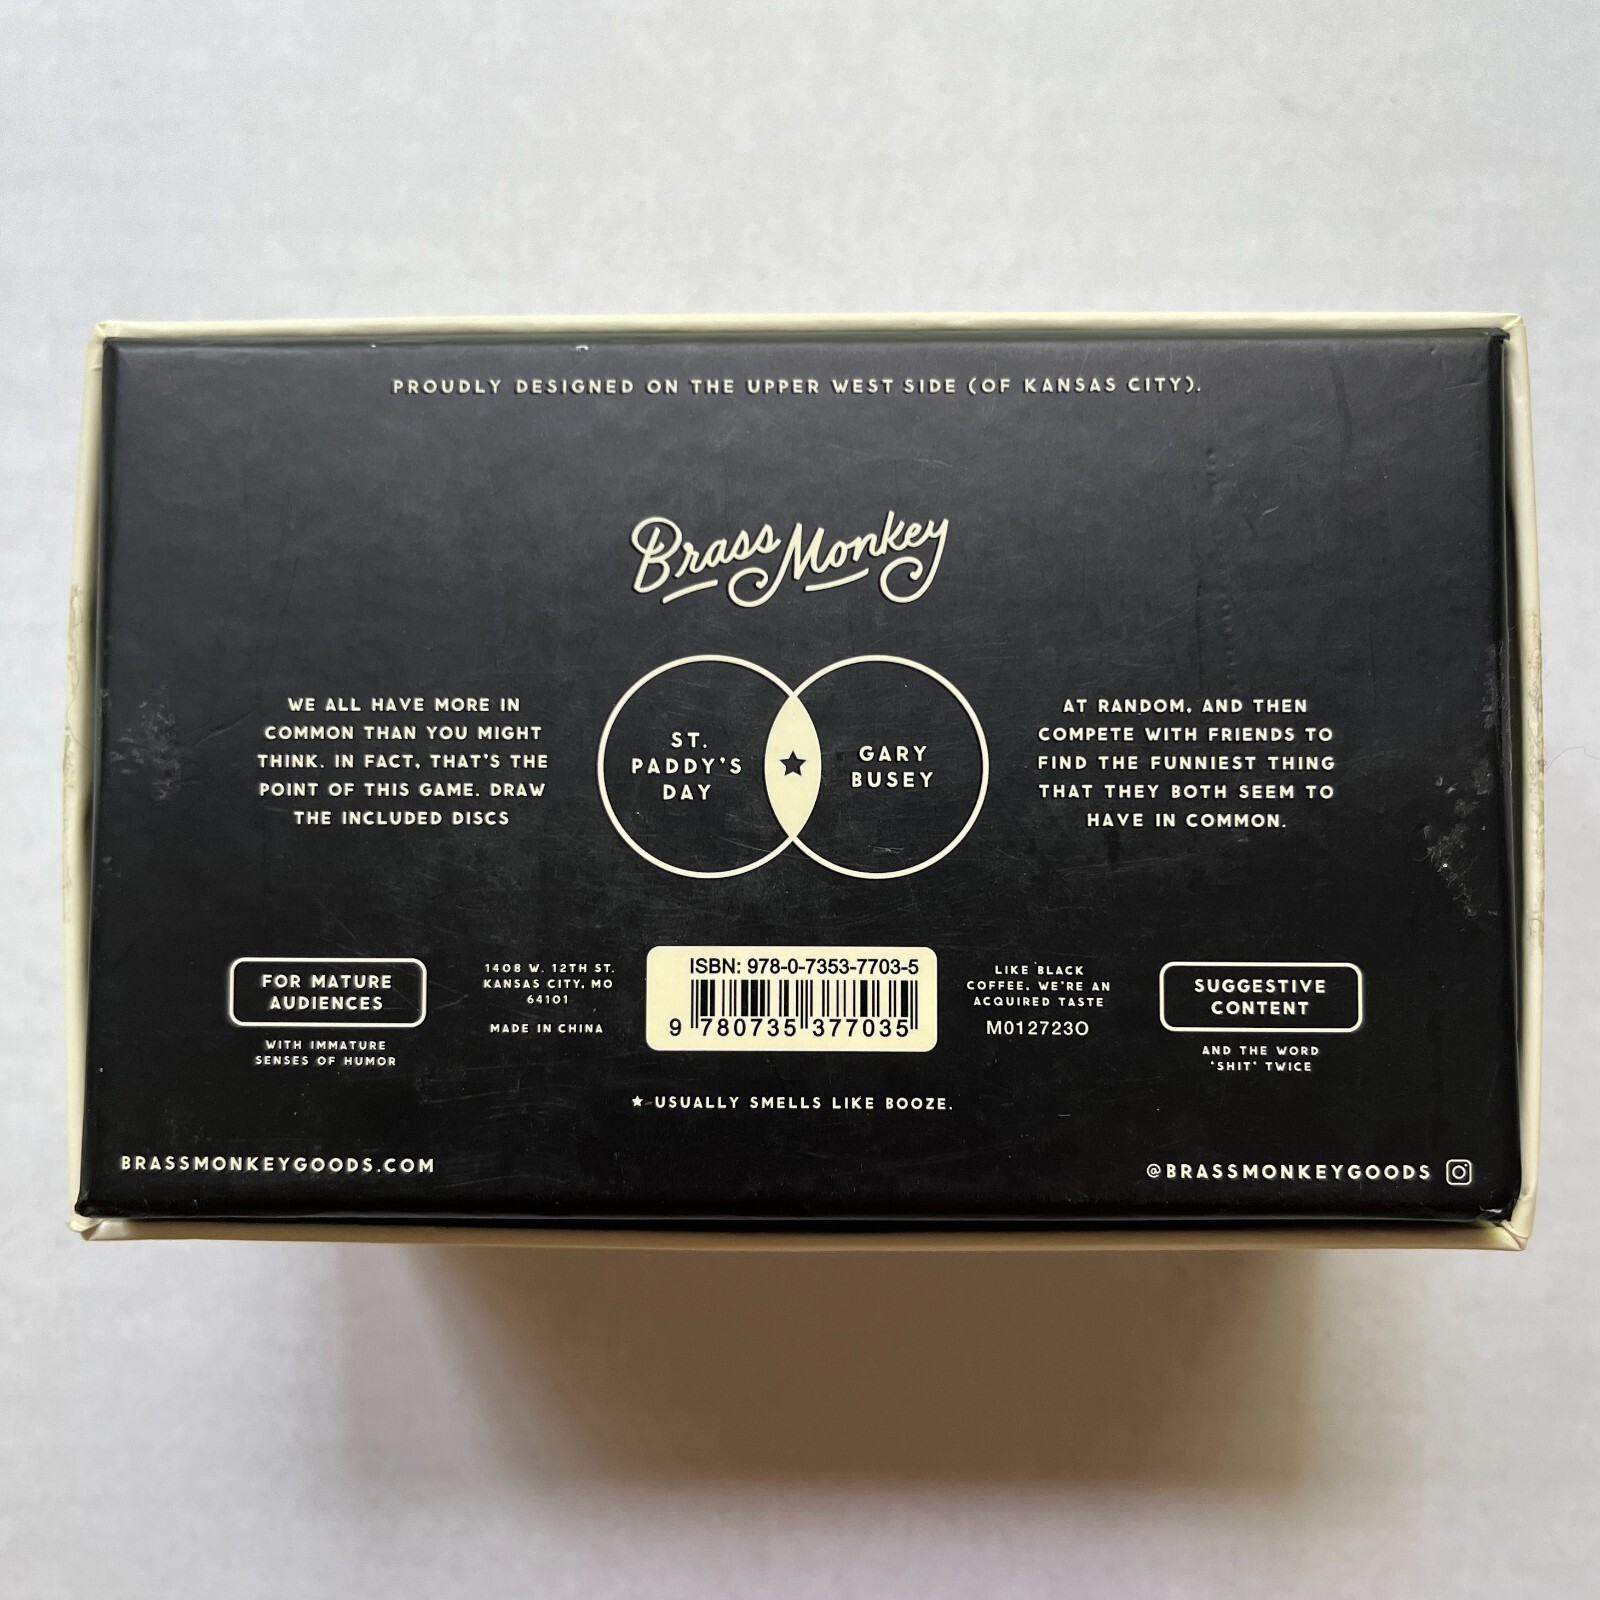 PROUDLY DESIGNED ON THE UPPER WEST SIDE (OF KANSAS CITY).
Brass Monkey
WE ALL HAVE MORE IN
COMMON THAN YOU MIGHT
THINK. IN FACT, THAT'S THE
POINT OF THIS GAME. DRAW
THE INCLUDED DISCS
ST.
PADDY'S
DAY
★
GARY
BUSEY
AT RANDOM, AND THEN
COMPETE WITH FRIENDS TO
FIND THE FUNNIEST THING
THAT THEY BOTH SEEM TO
HAVE IN COMMON.
FOR MATURE
AUDIENCES
WITH IMMATURE
SENSES OF HUMOR
1408 W. 12TH ST.
KANSAS CITY, MO
64101
MADE IN CHINA
ISBN: 978-0-7353-7703-5
9 780735 377035
LIKE BLACK
COFFEE, WE'RE AN
ACQUIRED TASTE
M012723O
SUGGESTIVE
CONTENT
AND THE WORD
'SHIT' TWICE
★ USUALLY SMELLS LIKE BOOZE.
BRASSMONKEYGOODS.COM
@BRASSMONKEYGOODS